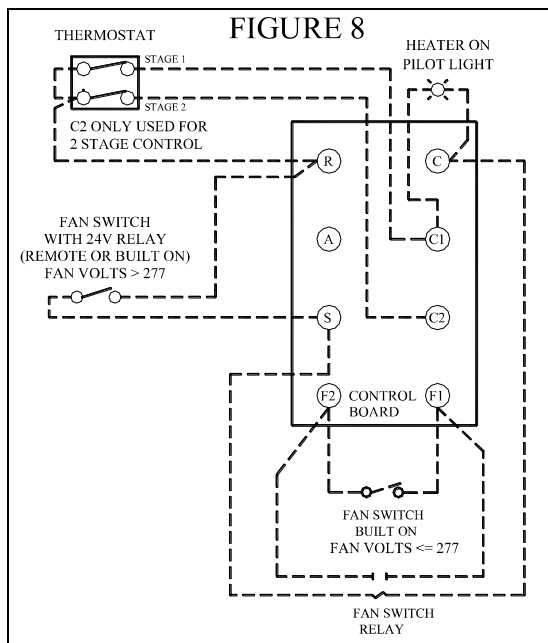 FIGURE 8
THERMOSTAT
STAGE 1
STAGE 2
C2 ONLY USED FOR
2 STAGE CONTROL
HEATER ON
PILOT LIGHT
R
C
FAN SWITCH
WITH 24V RELAY
(REMOTE OR BUILT ON)
FAN VOLTS > 277
A
C1
S
C2
F2
CONTROL
BOARD
F1
FAN SWITCH
BUILT ON
FAN VOLTS <= 277
FAN SWITCH
RELAY